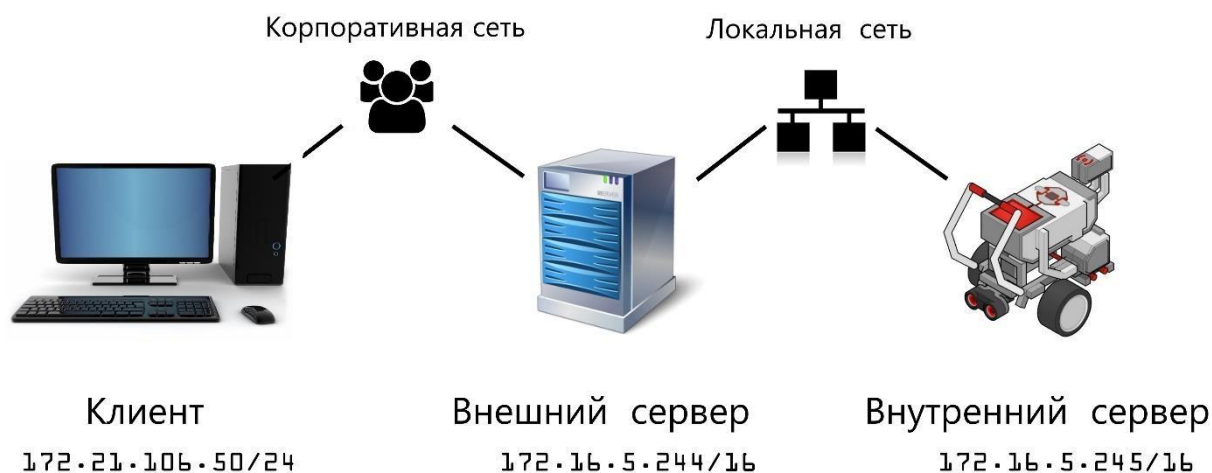 Корпоративная сеть
Локальная сеть
Клиент
Внешний сервер
Внутренний сервер
172.21.106.50/24
172.16.5.244/16
172.16.5.245/16